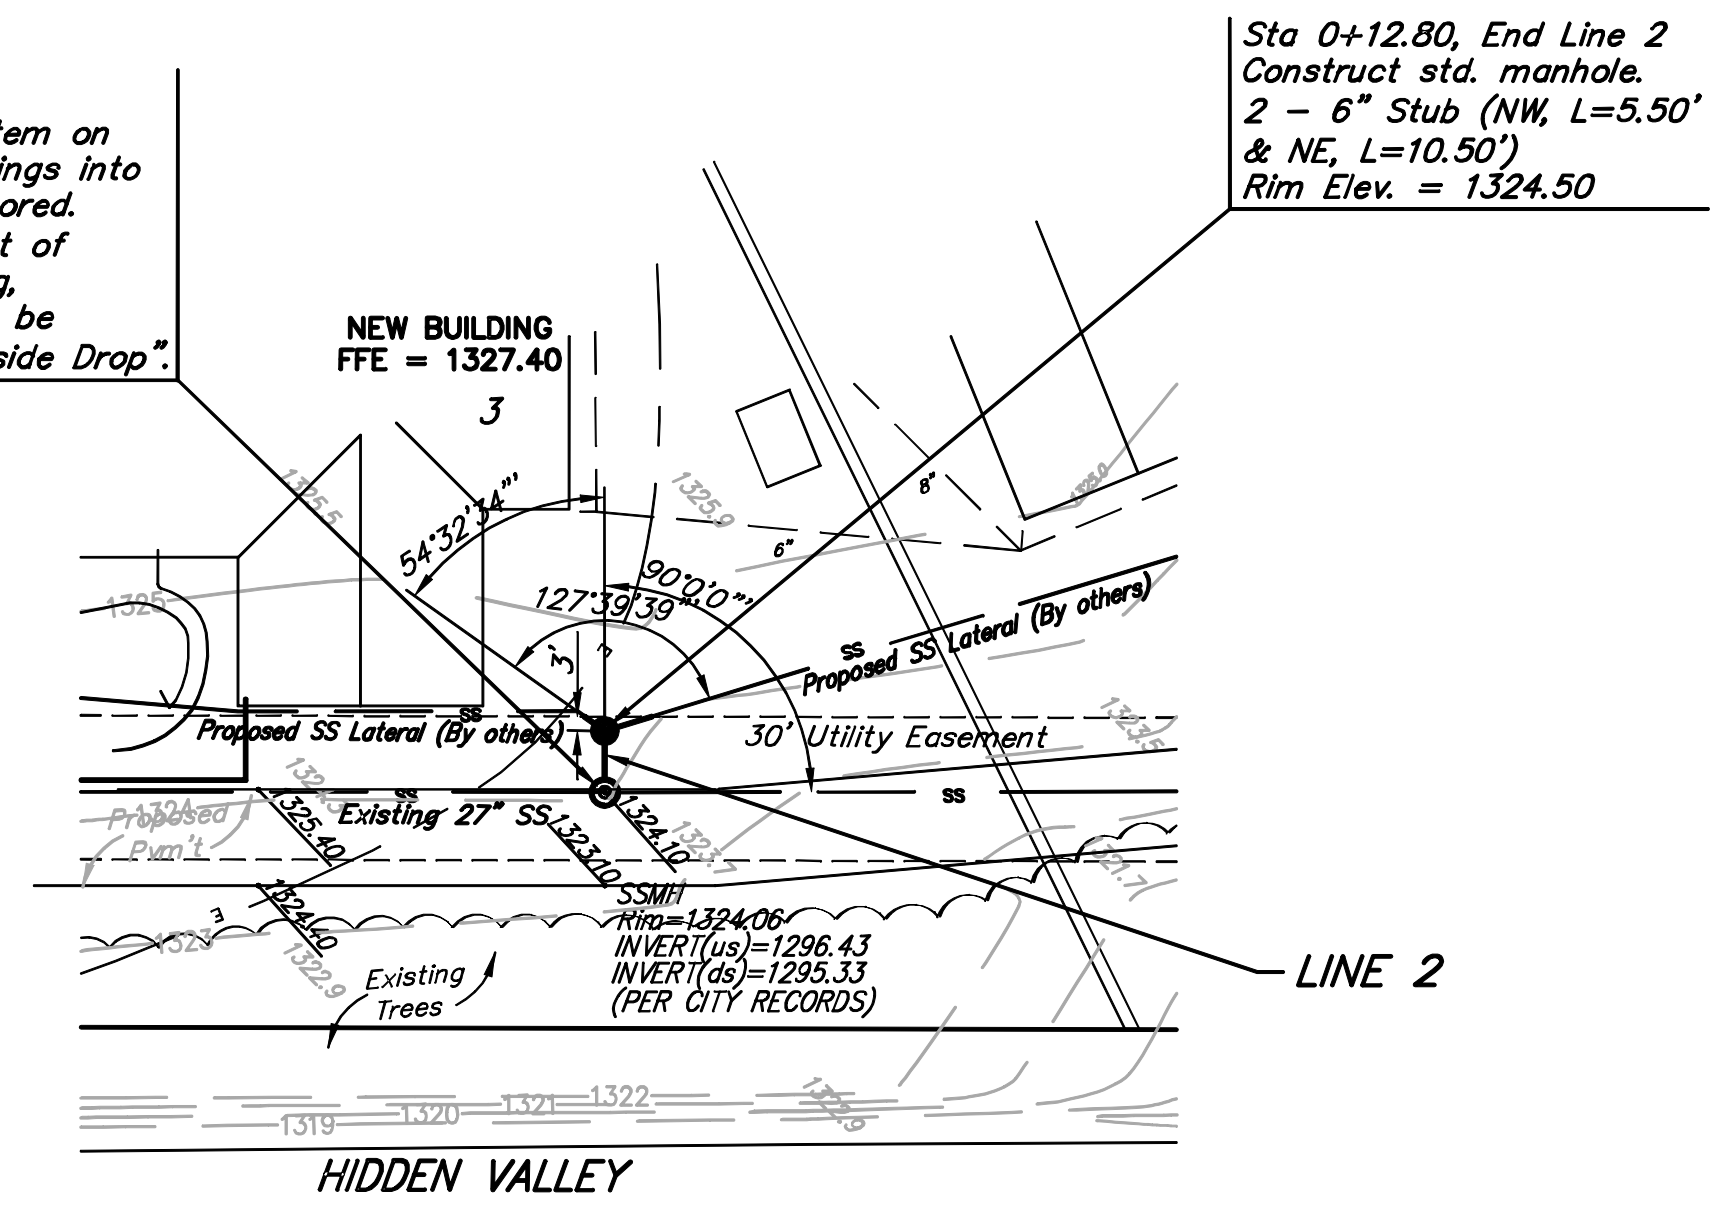 Sta 0+12.80, End Line 2
Construct std. manhole.
2 - 6" Stub (NW, L=5.50'
& NE, L=10.50')
Rim Elev. = 1324.50
tem on
ings into
ored.
t of
g,
be
side Drop".
NEW BUILDING
FFE = 1327.40
3
1325.5
54°32'34"
1325.9
8"
1325.0
6"
90°0'0"
127°39'39"
1325
3'
E
SS
Proposed SS Lateral (By others)
SS
Proposed SS Lateral (By others)
30' Utility Easement
1323.5
SS
SS
1324
Proposed
Pvm't
1325.40
Existing 27" SS
1323.10
1324.10
1323.7
1321.7
SSMH
Rim=1324.06
INVERT(us)=1296.43
INVERT(ds)=1295.33
(PER CITY RECORDS)
1324.40
E
1323
1322.9
Existing
Trees
LINE 2
1322
1321
1320
1319
1322.9
HIDDEN VALLEY